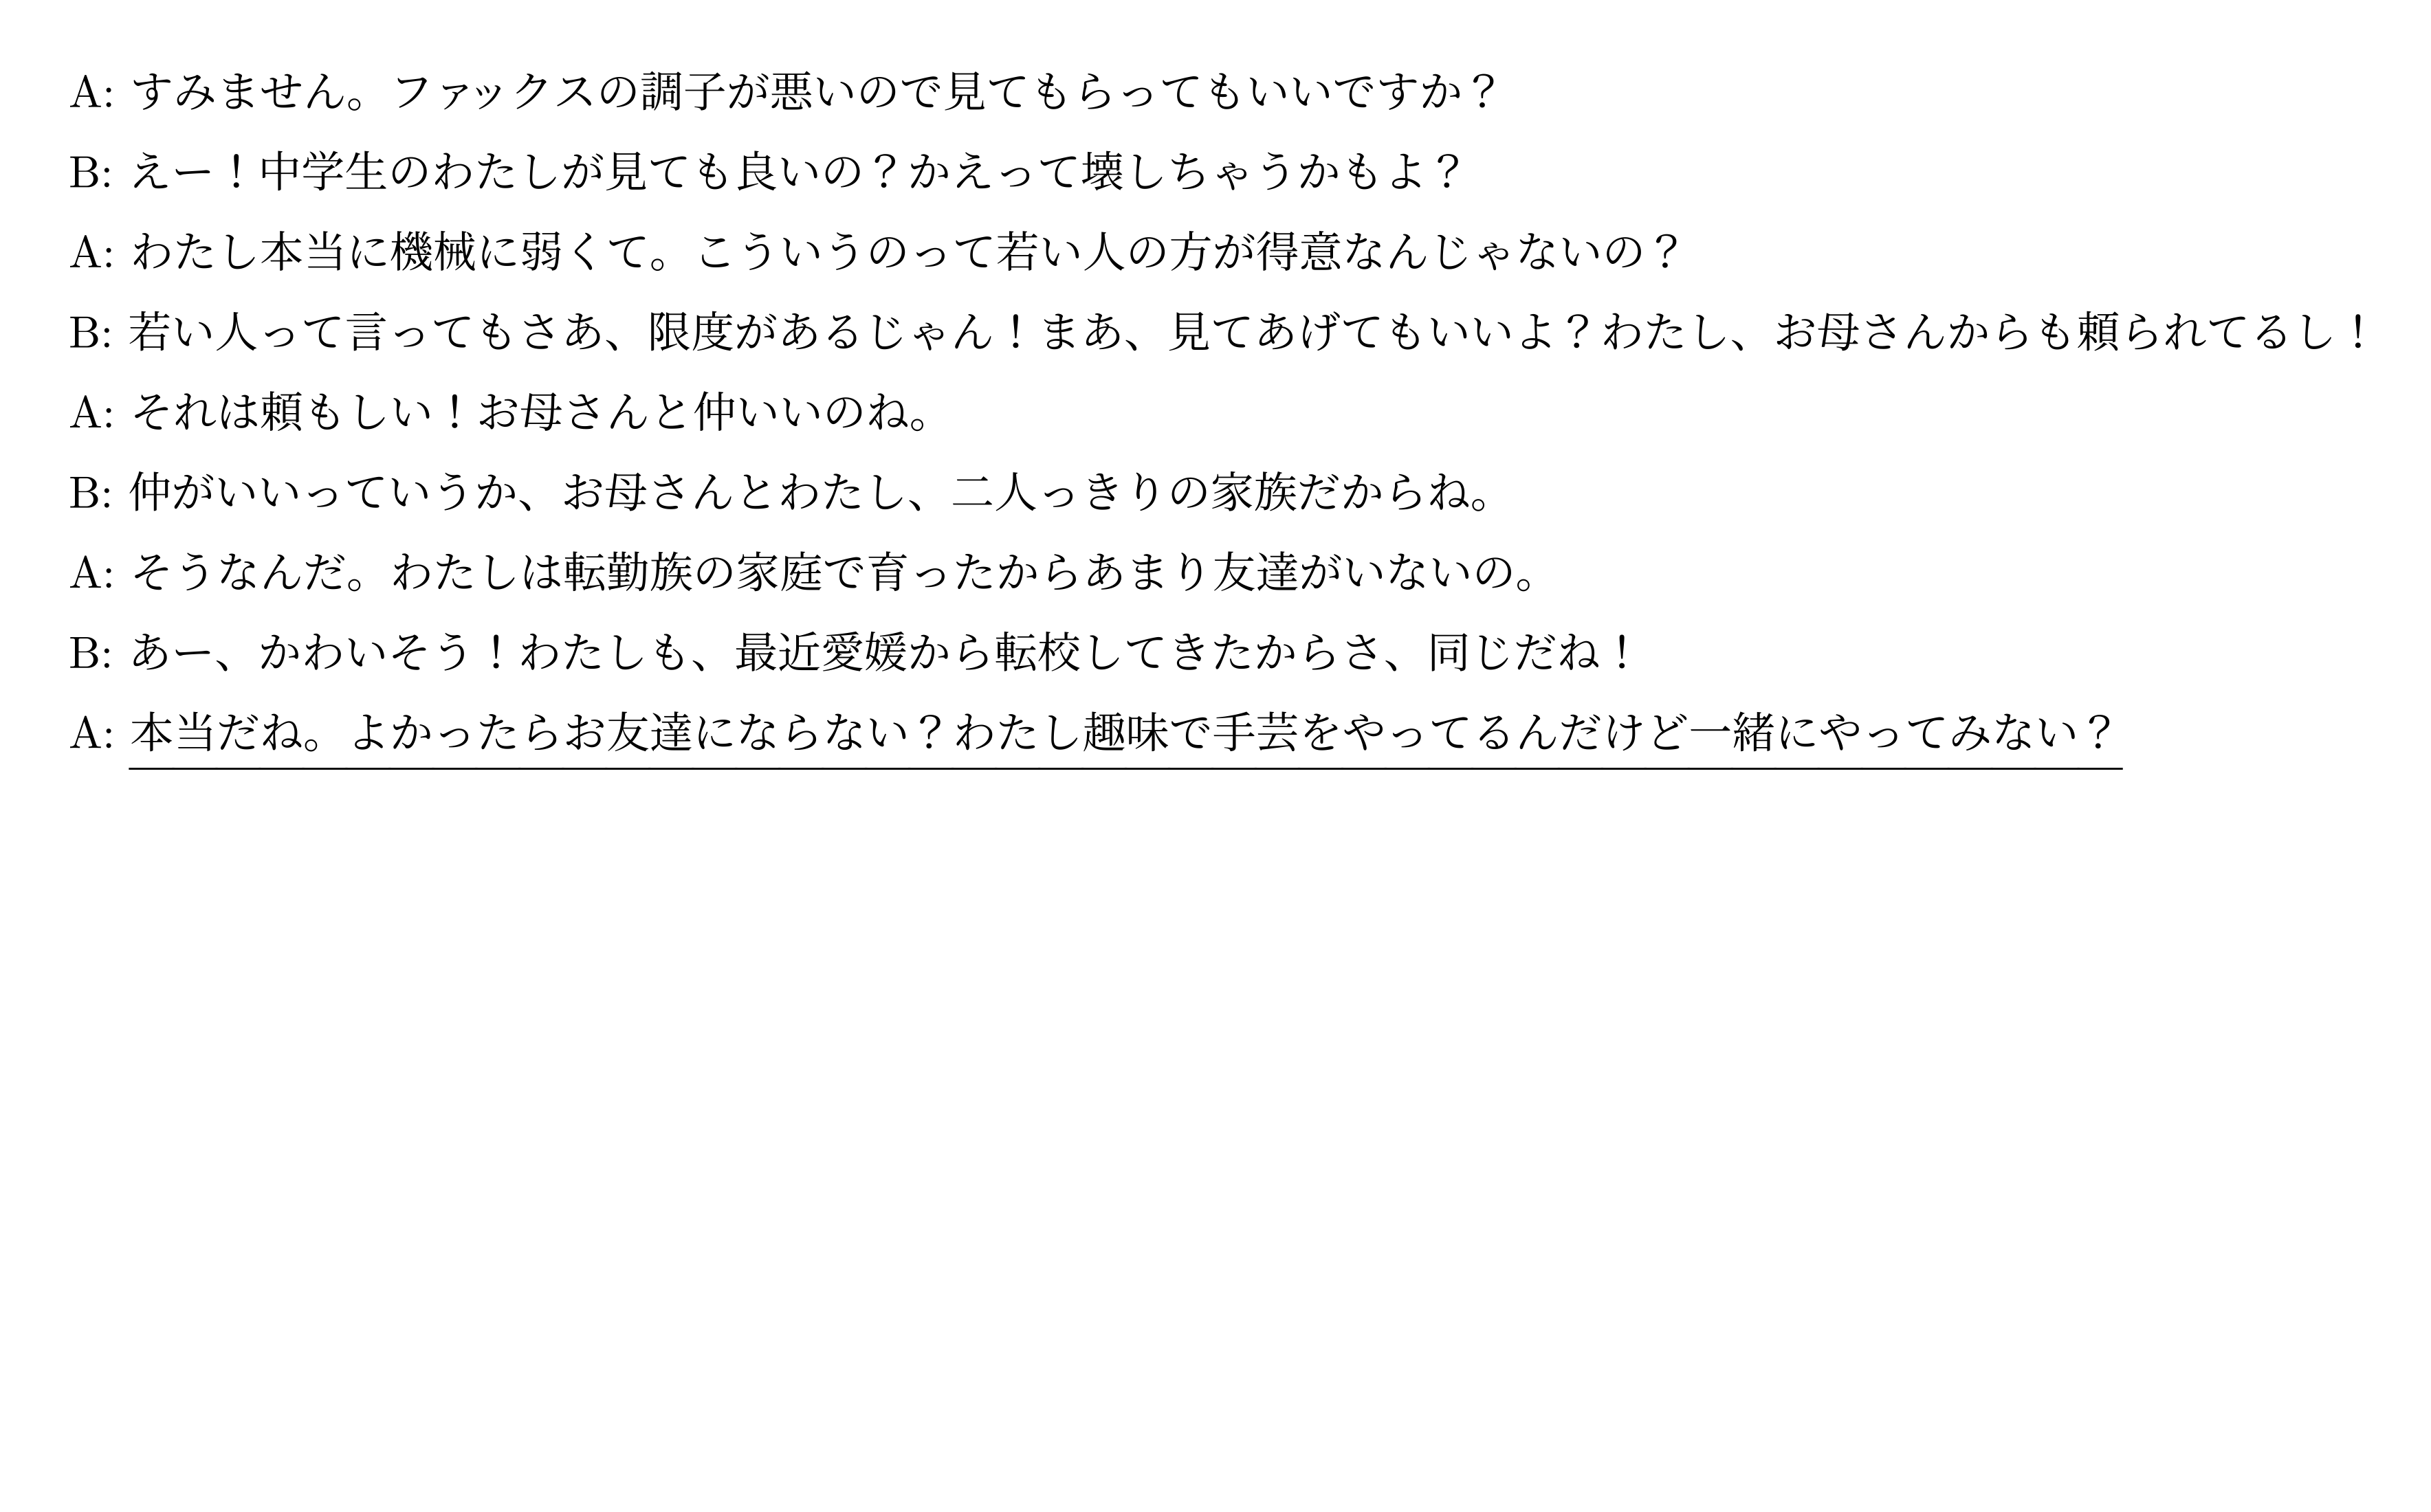 A: すみません。ファックスの調子が悪いので見てもらってもいいですか？
B: えー！中学生のわたしが見ても良いの？かえって壊しちゃうかもよ？
A: わたし本当に機械に弱くて。こういうのって若い人の方が得意なんじゃないの？
B: 若い人って言ってもさあ、限度があるじゃん！まあ、見てあげてもいいよ？わたし、お母さんからも頼られてるし！
A: それは頼もしい！お母さんと仲いいのね。
B: 仲がいいっていうか、お母さんとわたし、二人っきりの家族だからね。
A: そうなんだ。わたしは転勤族の家庭で育ったからあまり友達がいないの。
B: あー、かわいそう！わたしも、最近愛媛から転校してきたからさ、同じだね！
A: 本当だね。よかったらお友達にならない？わたし趣味で手芸をやってるんだけど一緒にやってみない？